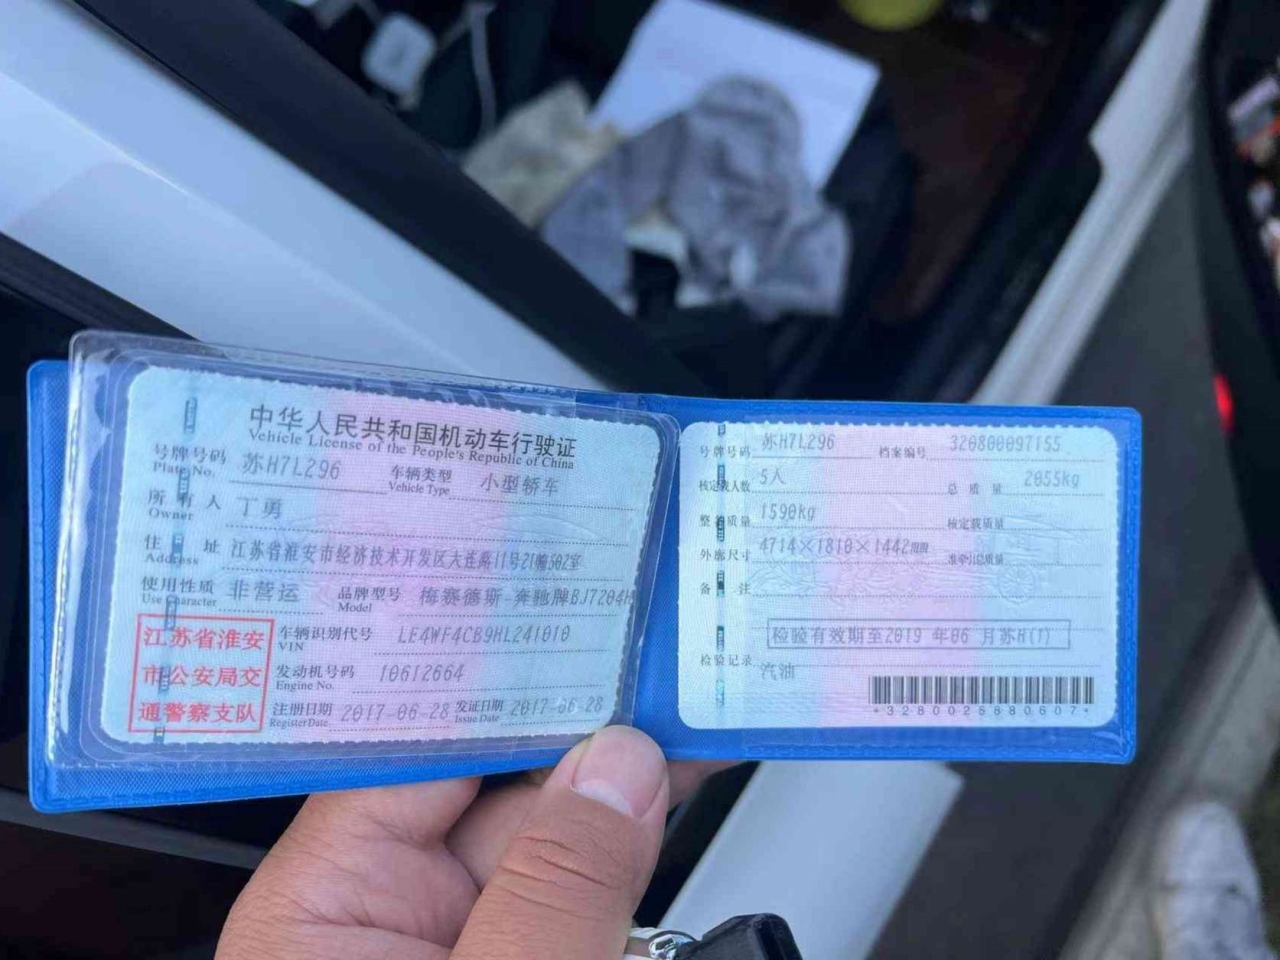 中华人民共和国机动车行驶证
Vehicle License of the People's Republic of China
号牌号码 苏H7L296 车辆类型 小型轿车
Plate No. Vehicle Type
所有人 丁勇
Owner
住址 江苏省淮安市经济技术开发区大连路11号21幢502室
Address
使用性质 非营运 品牌型号 梅赛德斯-奔驰牌BJ7204H
Use Character Model
江苏省淮安
市公安局交
通警察支队
车辆识别代号 LE4WF4CB9HL241010
VIN
发动机号码 10612664
Engine No.
注册日期 2017-06-28 发证日期 2017-06-28
Register Date Issue Date
号牌号码 苏H7L296 档案编号 320800097155
核定载人数 5人 总质量 2055kg
整备质量 1590kg 核定载质量
外廓尺寸 4714×1810×1442mm 准牵引总质量
备注
检验有效期至2019 年06 月苏H(1)
检验记录
汽油
*3280025880607*